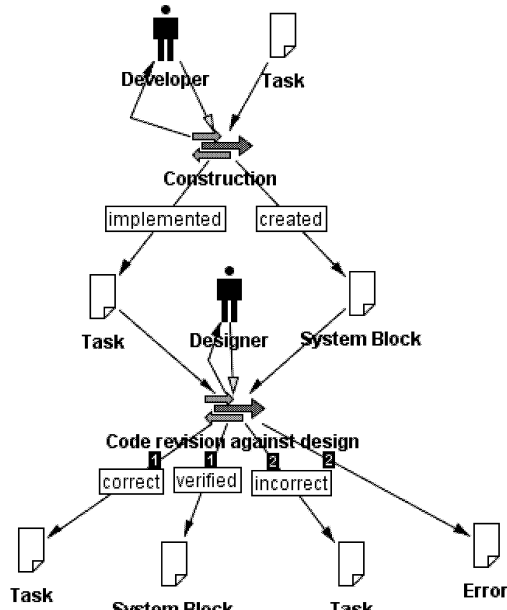 Developer
Task
Construction
implemented
created
Task
Designer
System Block
Code revision against design
1
1
2
2
correct
verified
incorrect
Task
System Block
Task
Error